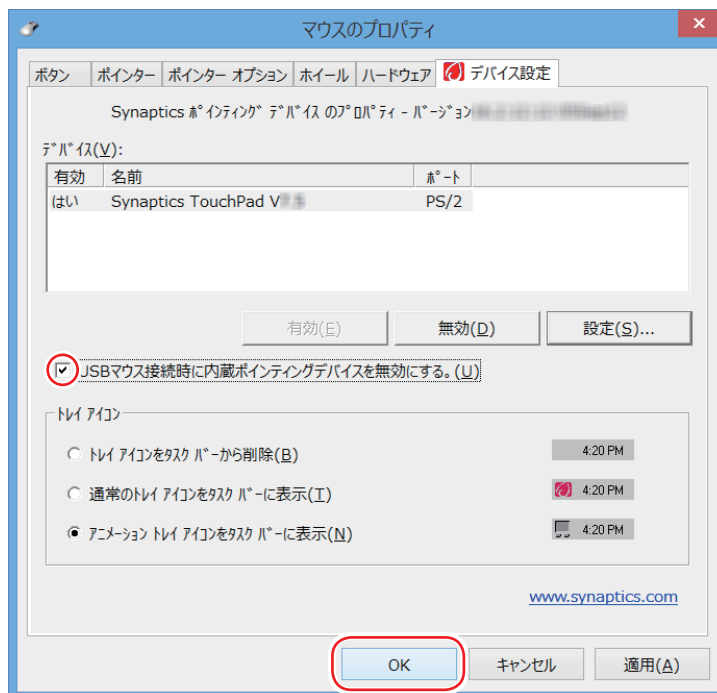 マウスのプロパティ
ボタン ポインター ポインター オプション ホイール ハードウェア デバイス設定
Synaptics ﾎﾟｲﾝﾃｨﾝｸﾞ ﾃﾞﾊﾞｲｽ のﾌﾟﾛﾊﾟﾃｨ - ﾊﾞｰｼﾞｮﾝ
ﾃﾞﾊﾞｲｽ(V):
有効 名前 ﾎﾟｰﾄ
はい Synaptics TouchPad V PS/2
有効(E) 無効(D) 設定(S)...
USBマウス接続時に内蔵ポインティングデバイスを無効にする。(U)
ﾄﾚｲ ｱｲｺﾝ
ﾄﾚｲ ｱｲｺﾝをﾀｽｸ ﾊﾞｰから削除(B) 4:20 PM
通常のﾄﾚｲ ｱｲｺﾝをﾀｽｸ ﾊﾞｰに表示(T) 4:20 PM
ｱﾆﾒｰｼｮﾝ ﾄﾚｲ ｱｲｺﾝをﾀｽｸ ﾊﾞｰに表示(N) 4:20 PM
www.synaptics.com
OK キャンセル 適用(A)